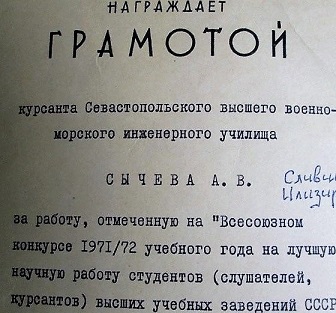 НАГРАЖДАЕТ
ГРАМОТОЙ
курсанта Севастопольского высшего военно-
морского инженерного училища
СЫЧЕВА А. В.
за работу, отмеченную на "Всесоюзном
конкурсе I97I/72 учебного года на лучшую
научную работу студентов (слушателей,
курсантов) высших учебных заведений СССР